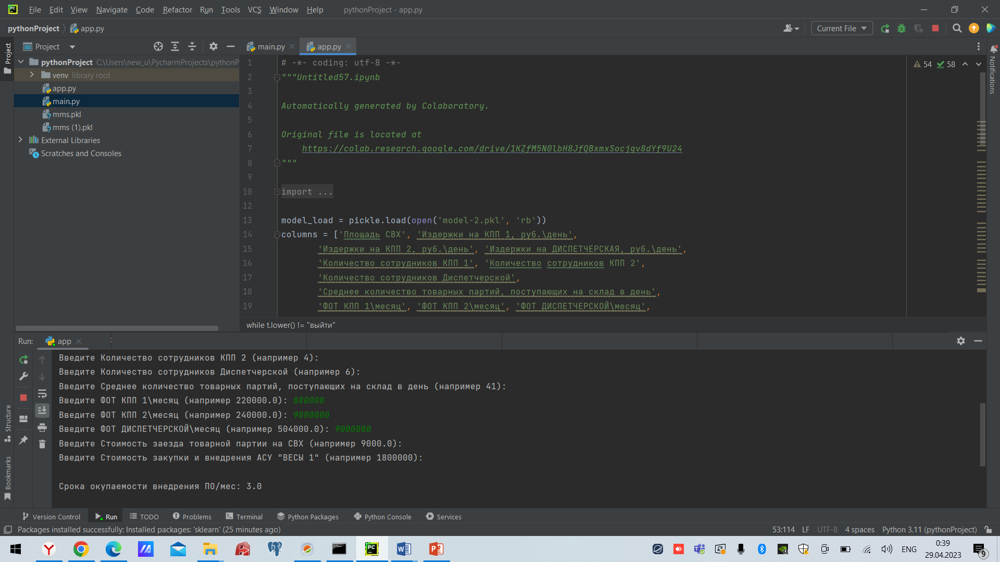 File Edit View Navigate Code Refactor Run Tools VCS Window Help pythonProject - app.py
pythonProject app.py Current File
Project main.py app.py
pythonProject C:\Users\new_u\PycharmProjects\pythonP
venv library root
app.py
main.py
mms.pkl
mms (1).pkl
External Libraries
Scratches and Consoles
Project
Structure
Bookmarks
Notifications
54 58
1 # -*- coding: utf-8 -*-
2 """Untitled57.ipynb
3
4 Automatically generated by Colaboratory.
5
6 Original file is located at
7 https://colab.research.google.com/drive/1KZfM5N0lbH8JfQBxmxSocjgv8dYf9U24
8 """
9
10 import ...
12
13 model_load = pickle.load(open('model-2.pkl', 'rb'))
14 columns = ['Площадь СВХ', 'Издержки на КПП 1, руб.\день',
15 'Издержки на КПП 2, руб.\день', 'Издержки на ДИСПЕТЧЕРСКАЯ, руб.\день',
16 'Количество сотрудников КПП 1', 'Количество сотрудников КПП 2',
17 'Количество сотрудников Диспетчерской',
18 'Среднее количество товарных партий, поступающих на склад в день',
19 'ФОТ КПП 1\месяц', 'ФОТ КПП 2\месяц', 'ФОТ ДИСПЕТЧЕРСКОЙ\месяц',
while t.lower() != "выйти"
Run: app
Введите Количество сотрудников КПП 2 (например 4):
Введите Количество сотрудников Диспетчерской (например 6):
Введите Среднее количество товарных партий, поступающих на склад в день (например 41):
Введите ФОТ КПП 1\месяц (например 220000.0): 880000
Введите ФОТ КПП 2\месяц (например 240000.0): 9000000
Введите ФОТ ДИСПЕТЧЕРСКОЙ\месяц (например 504000.0): 9000000
Введите Стоимость заезда товарной партии на СВХ (например 9000.0):
Введите Стоимость закупки и внедрения АСУ "ВЕСЫ 1" (например 1800000):
Срока окупаемости внедрения ПО/мес: 3.0
Version Control Run TODO Problems Terminal Python Packages Python Console Services
Packages installed successfully: Installed packages: 'sklearn' (25 minutes ago) 53:114 LF UTF-8 4 spaces Python 3.11 (pythonProject)
ENG 0:39
29.04.2023
9